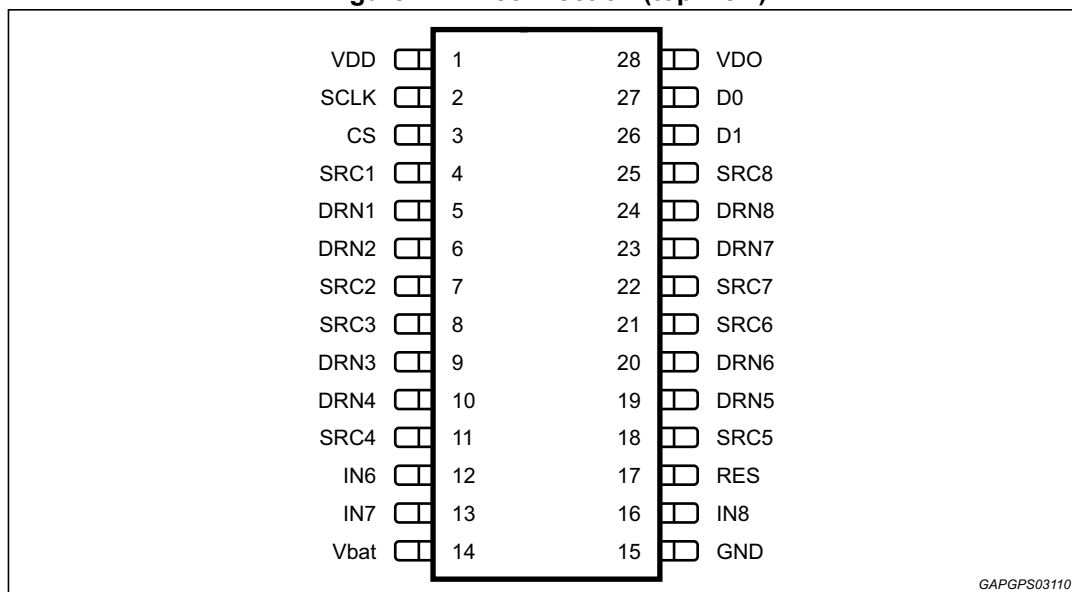 VDD 1 28 VDO
SCLK 2 27 D0
CS 3 26 D1
SRC1 4 25 SRC8
DRN1 5 24 DRN8
DRN2 6 23 DRN7
SRC2 7 22 SRC7
SRC3 8 21 SRC6
DRN3 9 20 DRN6
DRN4 10 19 DRN5
SRC4 11 18 SRC5
IN6 12 17 RES
IN7 13 16 IN8
Vbat 14 15 GND
GAPGPS03110